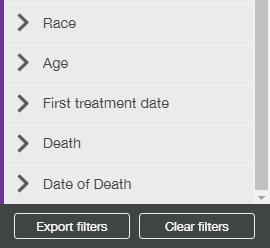 Race
Age
First treatment date
Death
Date of Death
Export filters Clear filters